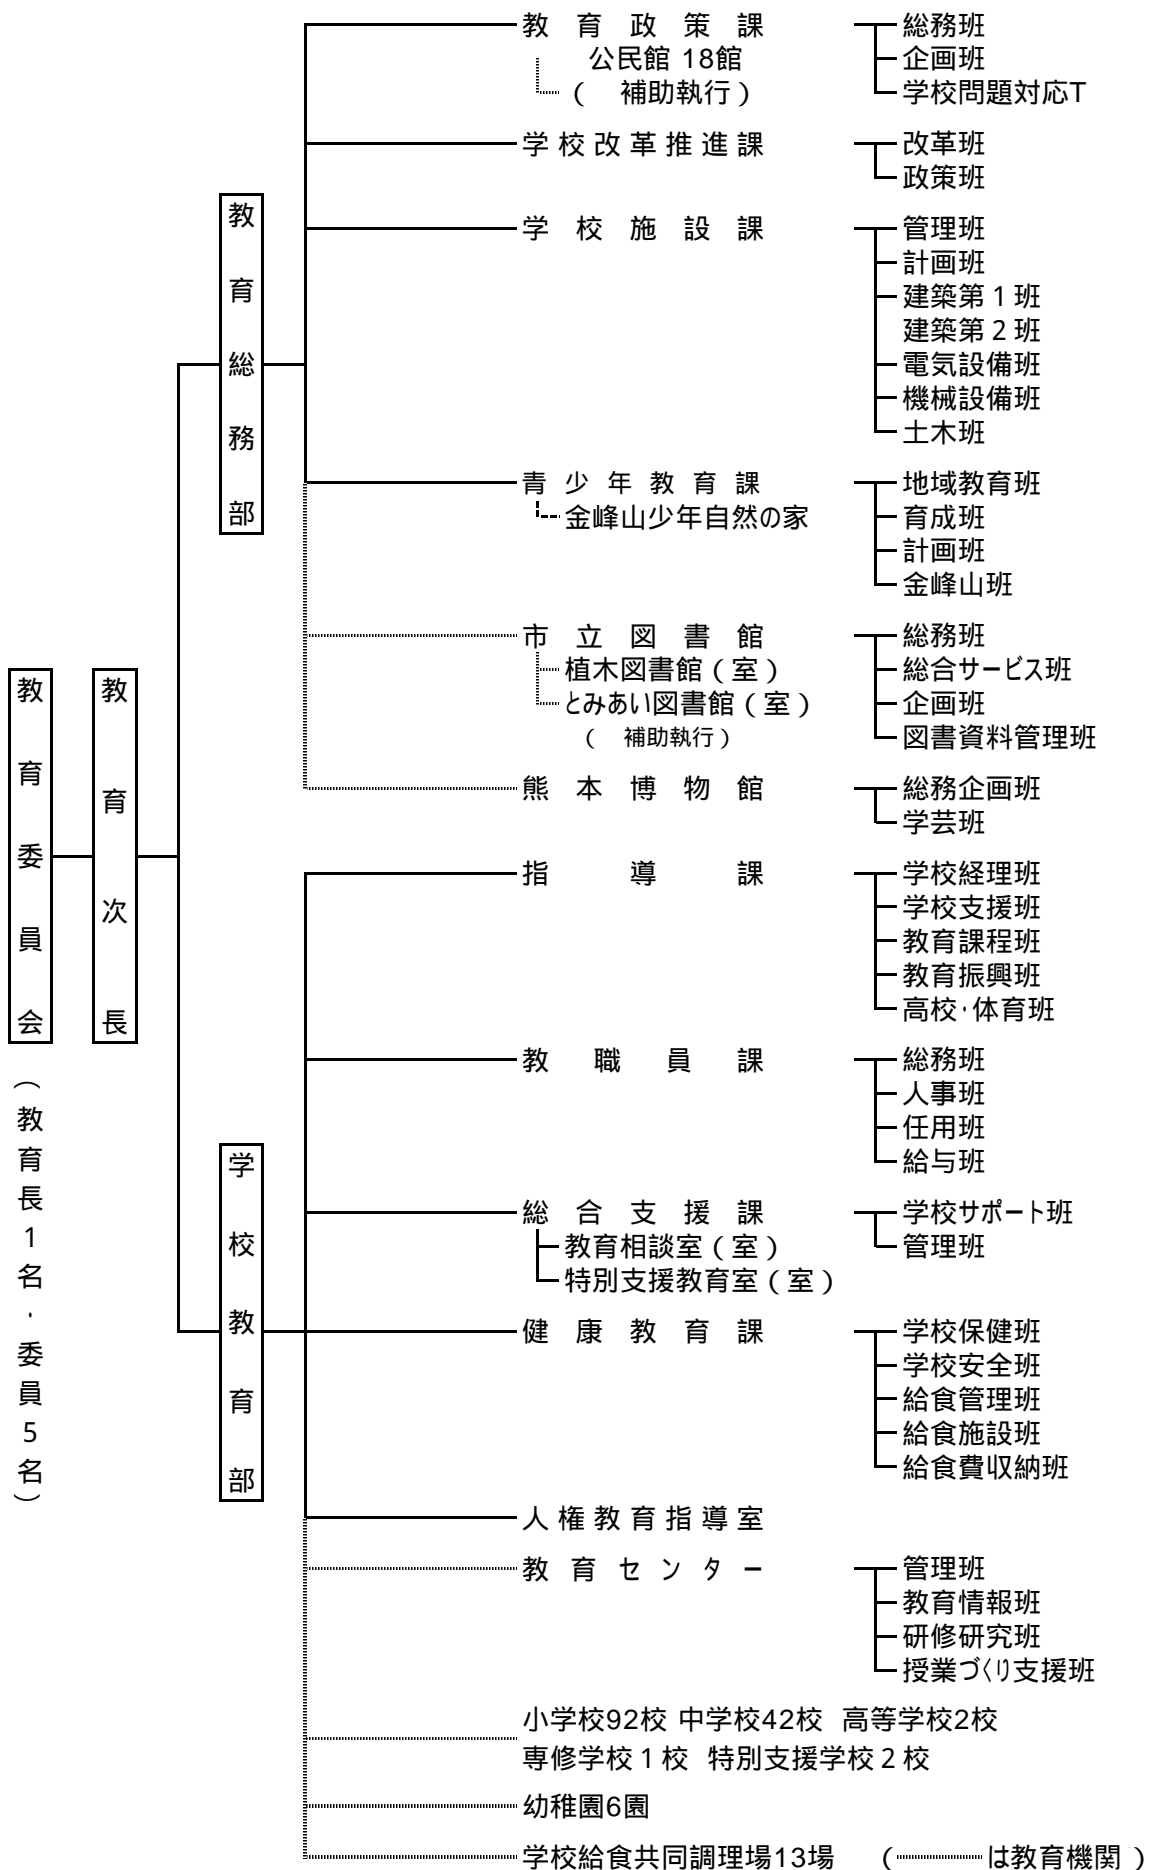 教育委員会
（教育長1名・委員5名）
教育次長
教育総務部
教育政策課
公民館 18館
（　補助執行）
総務班
企画班
学校問題対応T
学校改革推進課
改革班
政策班
学校施設課
管理班
計画班
建築第1班
建築第2班
電気設備班
機械設備班
土木班
青少年教育課
金峰山少年自然の家
地域教育班
育成班
計画班
金峰山班
市立図書館
植木図書館（室）
とみあい図書館（室）
（　補助執行）
総務班
総合サービス班
企画班
図書資料管理班
熊本博物館
総務企画班
学芸班
学校教育部
指導課
学校経理班
学校支援班
教育課程班
教育振興班
高校・体育班
教職員課
総務班
人事班
任用班
給与班
総合支援課
教育相談室（室）
特別支援教育室（室）
学校サポート班
管理班
健康教育課
学校保健班
学校安全班
給食管理班
給食施設班
給食費収納班
人権教育指導室
教育センター
管理班
教育情報班
研修研究班
授業づくり支援班
小学校92校 中学校42校 高等学校2校
専修学校1校 特別支援学校2校
幼稚園6園
学校給食共同調理場13場 （ は教育機関）